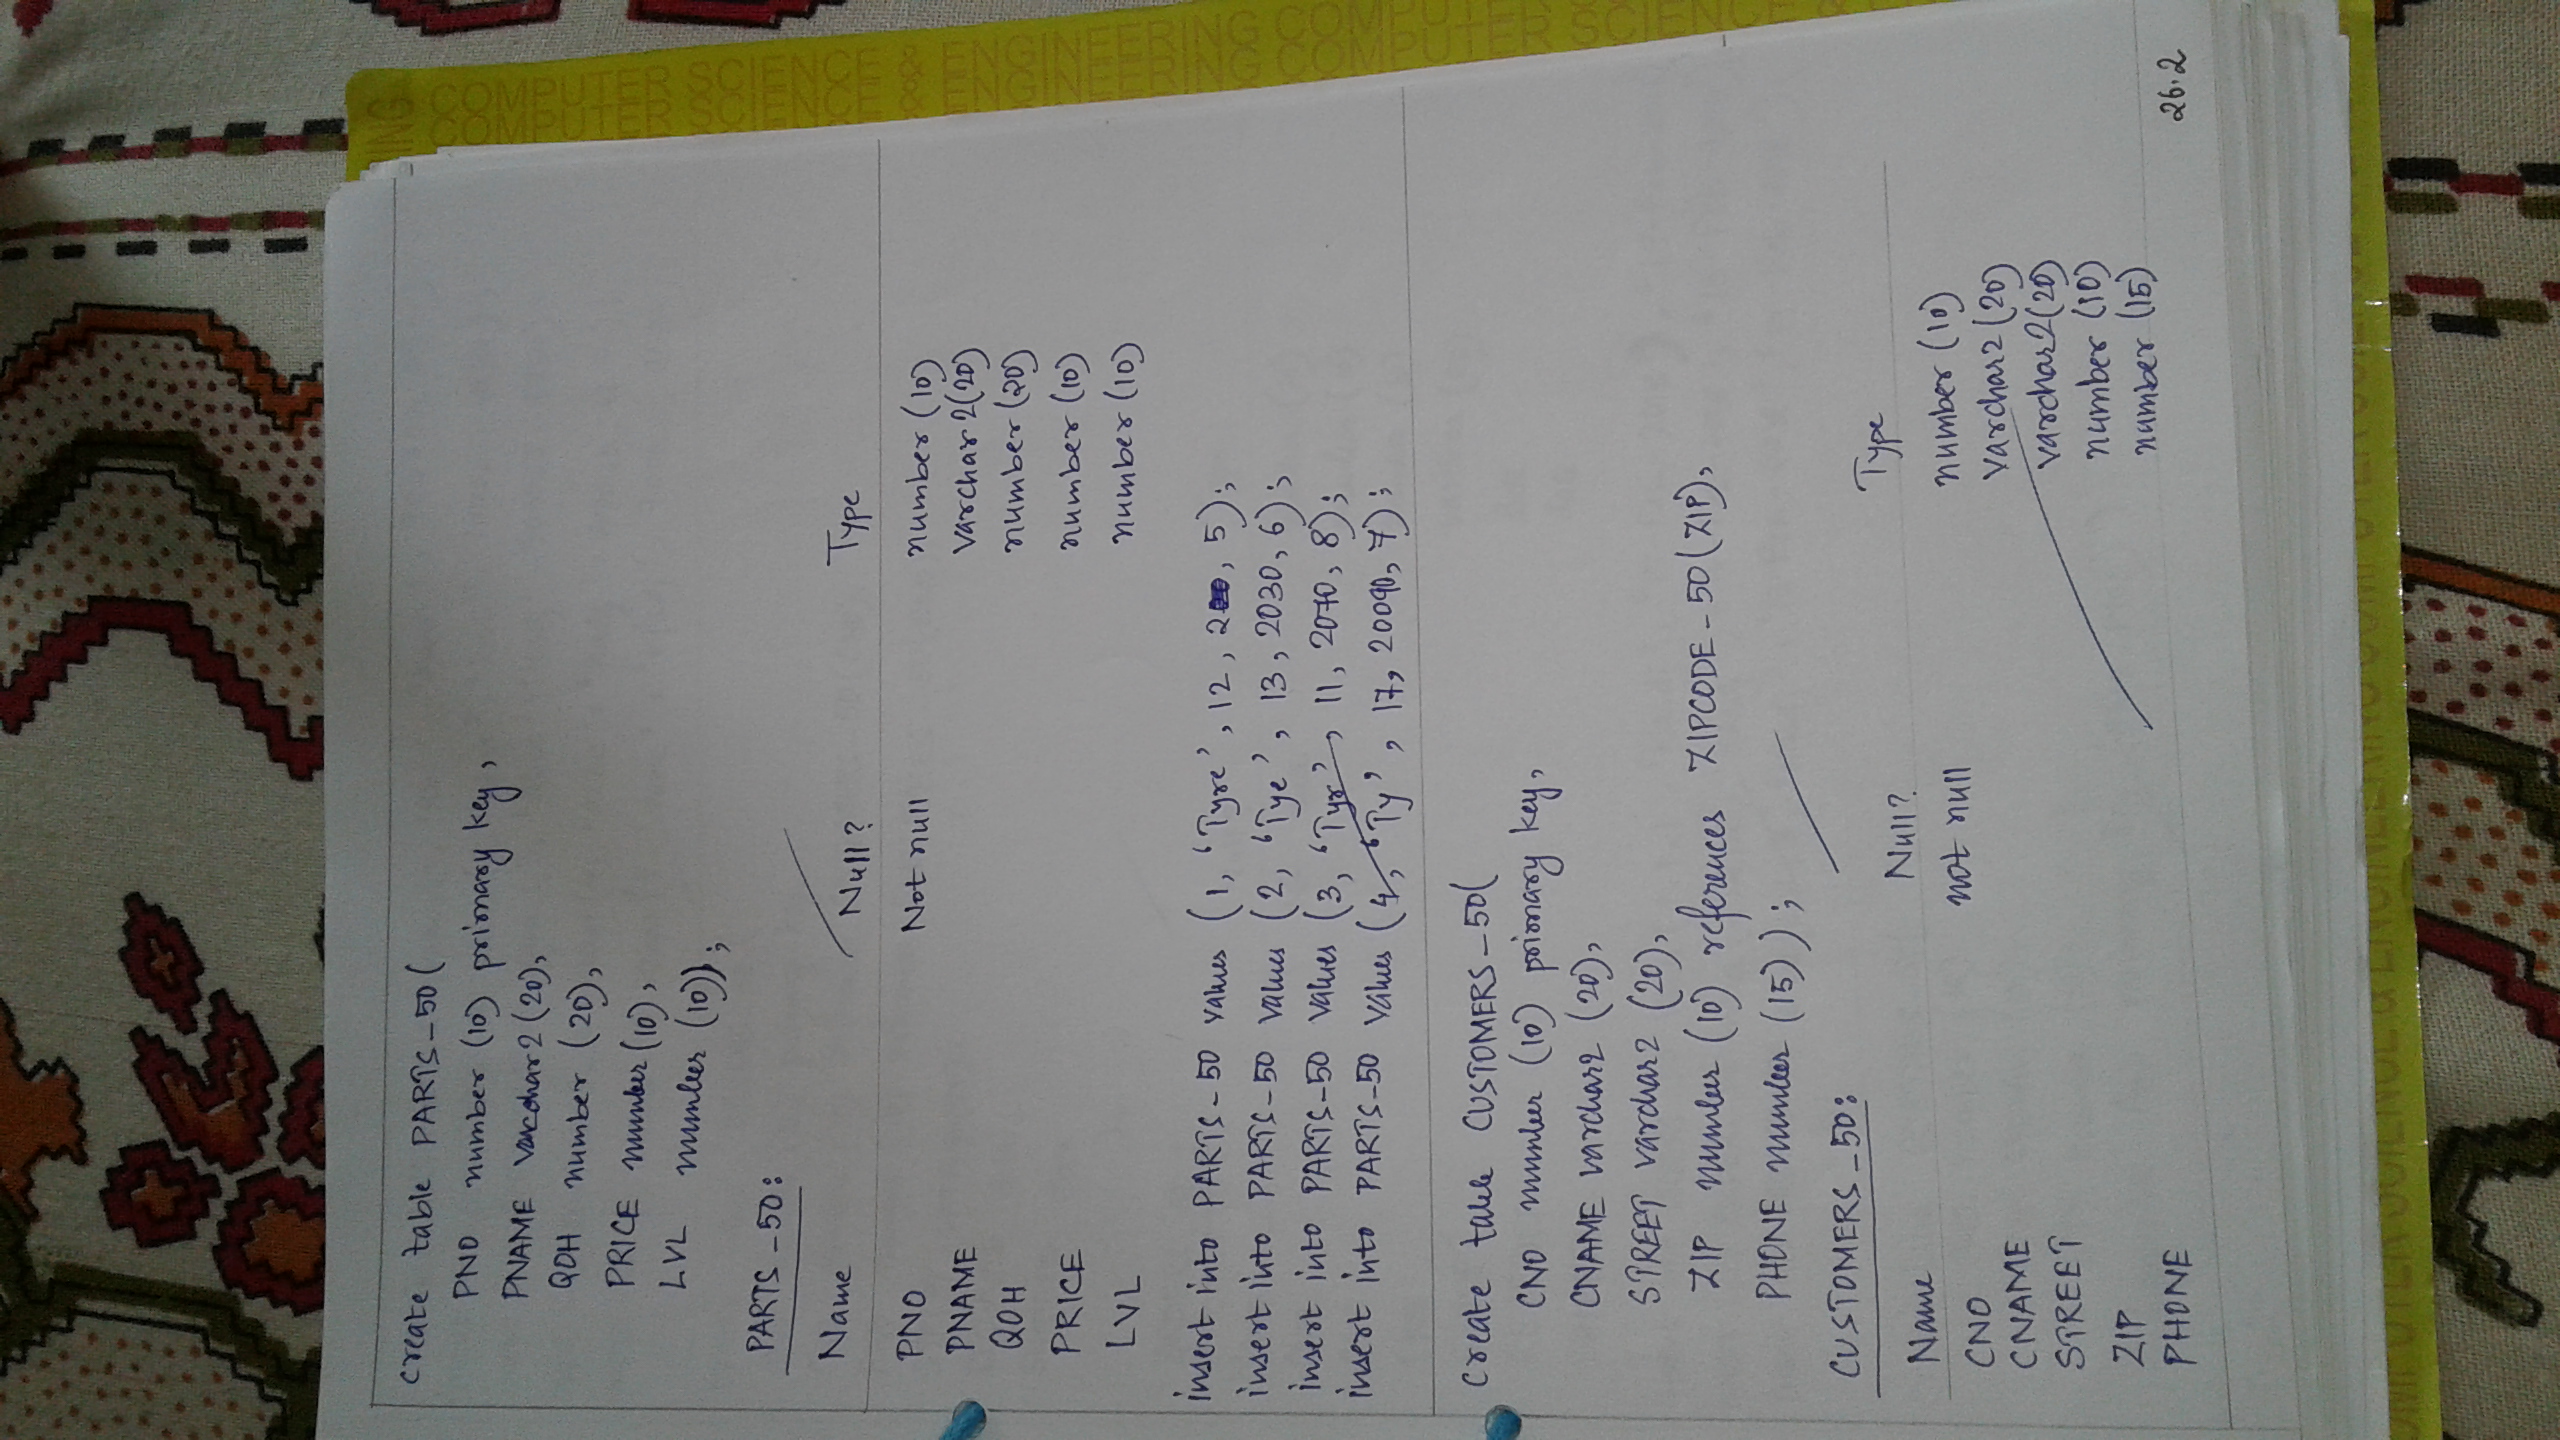 create table PARTS_50(
PNO number (10) primary key,
PNAME varchar2 (20),
QOH number (20),
PRICE number (10),
LVL number (10));
PARTS_50:
Name Null? Type
PNO Not null number (10)
PNAME varchar2(20)
QOH number (20)
PRICE number (10)
LVL number (10)
insert into PARTS_50 values (1, 'Tyre', 12, , 5);
insert into PARTS_50 values (2, 'Tye', 13, 2030, 6);
insert into PARTS_50 values (3, 'Tyr', 11, 2070, 8);
insert into PARTS_50 values (4, 'Ty', 17, 20090, 7);
create table CUSTOMERS_50(
CNO number (10) primary key,
CNAME varchar2 (20),
STREET varchar2 (20),
ZIP number (10) references ZIPCODE_50(ZIP),
PHONE number (15));
CUSTOMERS_50:
Name Null? Type
CNO not null number (10)
CNAME varchar2 (20)
STREET varchar2(20)
ZIP number (10)
PHONE number (15)
26.2
COMPUTER SCIENCE & ENGINEERING COMPUTER SCIENCE
COMPUTER SCIENCE & ENGINEERING COMPUTER SCIENCE